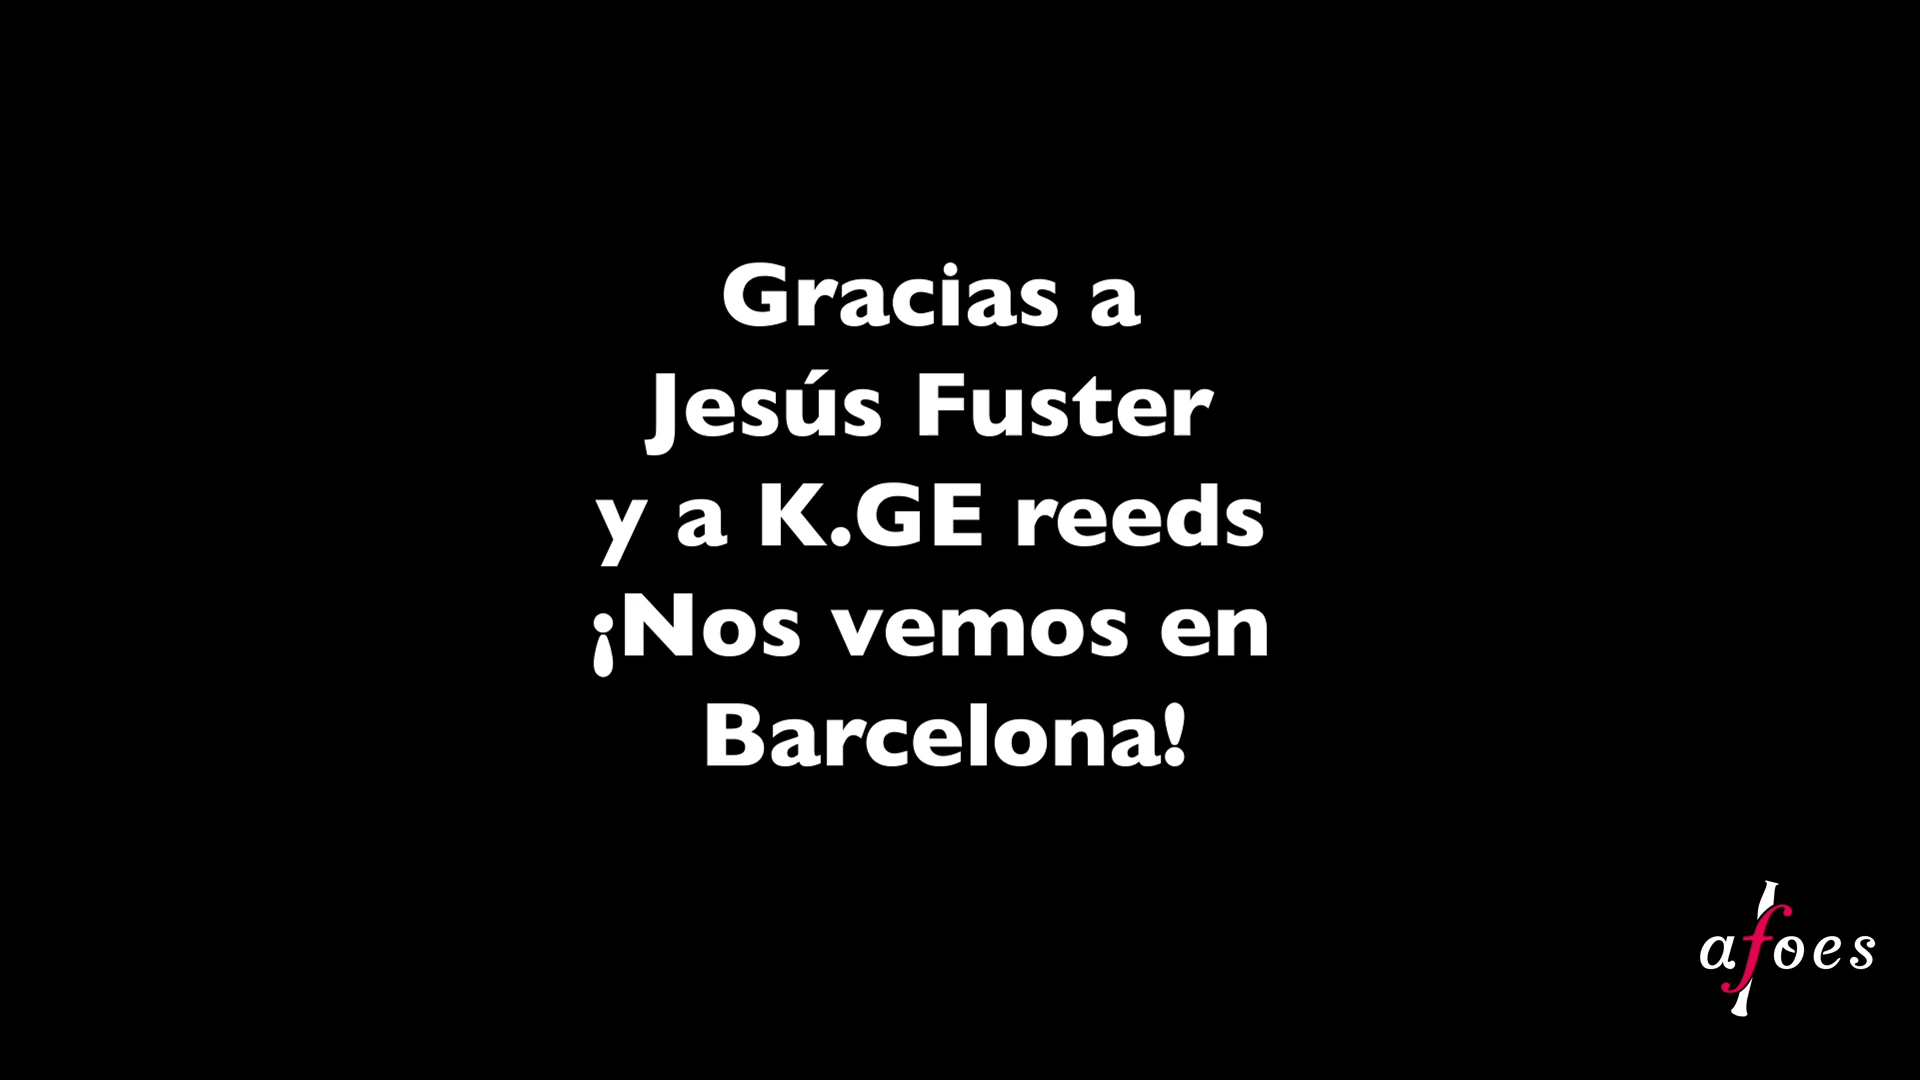 Gracias a
Jesús Fuster
y a K.GE reeds
¡Nos vemos en
Barcelona!
afoes